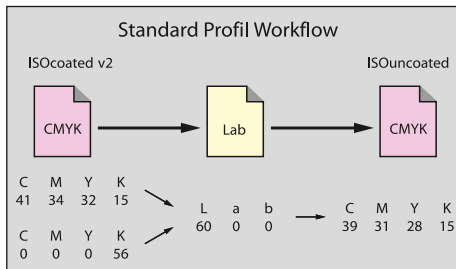 Standard Profil Workflow
ISOcoated v2 ISOuncoated
CMYK Lab CMYK
C M Y K
41 34 32 15
L a b
60 0 0
C M Y K
39 31 28 15
C M Y K
0 0 0 56